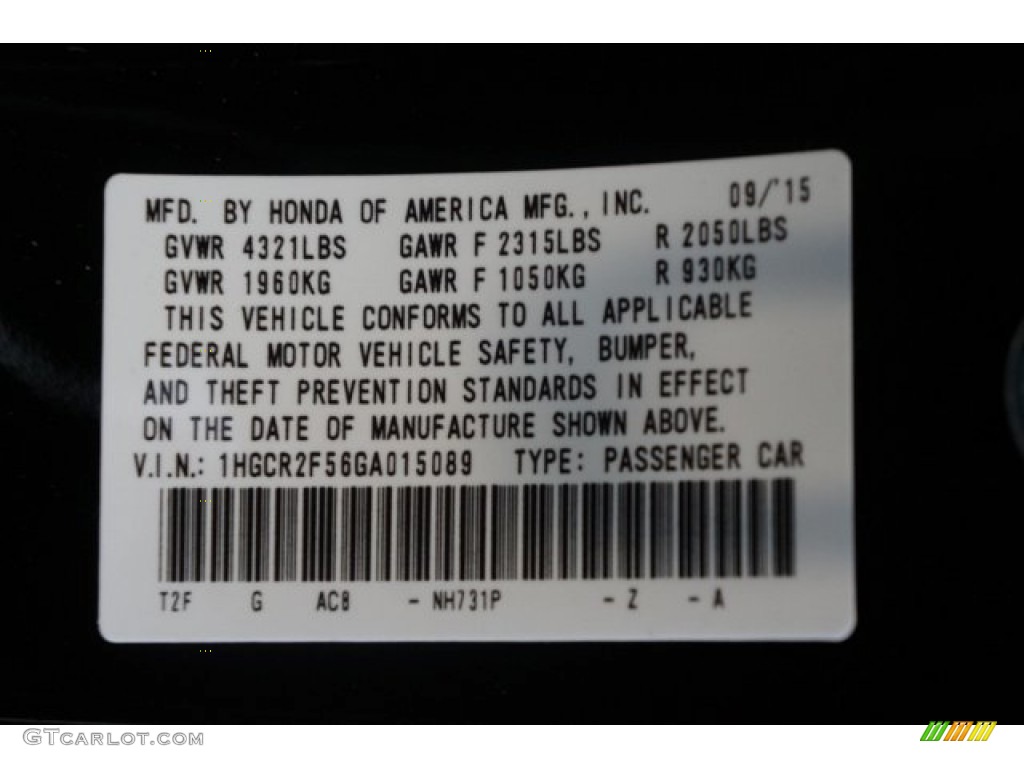 MFD. BY HONDA OF AMERICA MFG., INC. 09/'15
GVWR 4321LBS GAWR F 2315LBS R 2050LBS
GVWR 1960KG GAWR F 1050KG R 930KG
THIS VEHICLE CONFORMS TO ALL APPLICABLE
FEDERAL MOTOR VEHICLE SAFETY, BUMPER,
AND THEFT PREVENTION STANDARDS IN EFFECT
ON THE DATE OF MANUFACTURE SHOWN ABOVE.
V.I.N.: 1HGCR2F56GA015089 TYPE: PASSENGER CAR
T2F G AC8 - NH731P - Z - A
GTCarlot.com